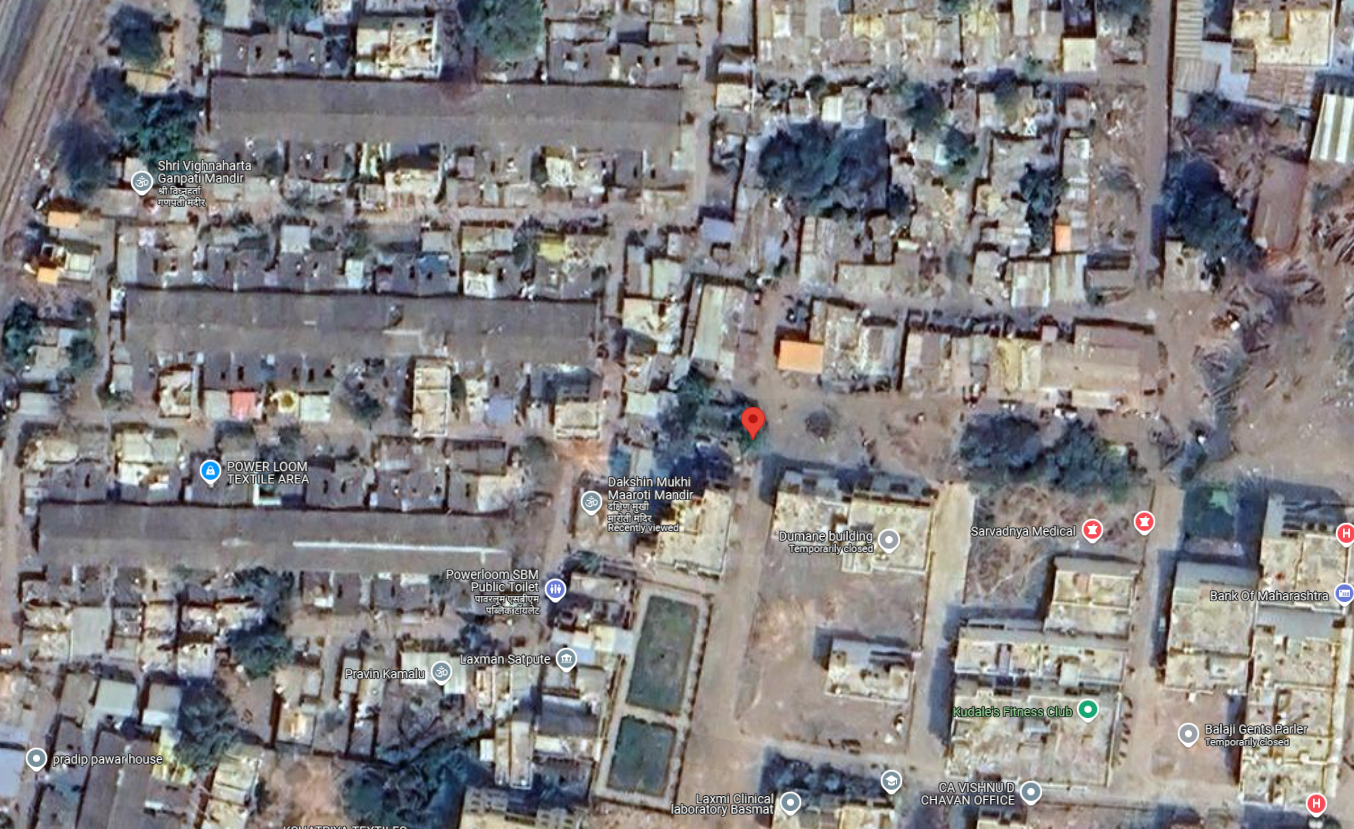 Shri Vighnaharta
Ganpati Mandir
श्री विघ्नहर्ता
गणपती मंदीर
POWER LOOM
TEXTILE AREA
Dakshin Mukhi
Maaroti Mandir
दक्षिण मुखी
मारोती मंदिर
Recently viewed
Dumane building
Temporarily closed
Sarvadnya Medical
H
Powerloom SBM
Public Toilet
पावरलूम एसबीएम
पब्लिक टॉयलेट
Bank Of Maharashtra
Laxman Satpute
Pravin Kamalu
Kudale's Fitness Club
Balaji Gents Parler
Temporarily closed
pradip pawar house
CA VISHNU D
CHAVAN OFFICE
Laxmi Clinical
laboratory Basmat
H
KSHATRIYA TEXTILES